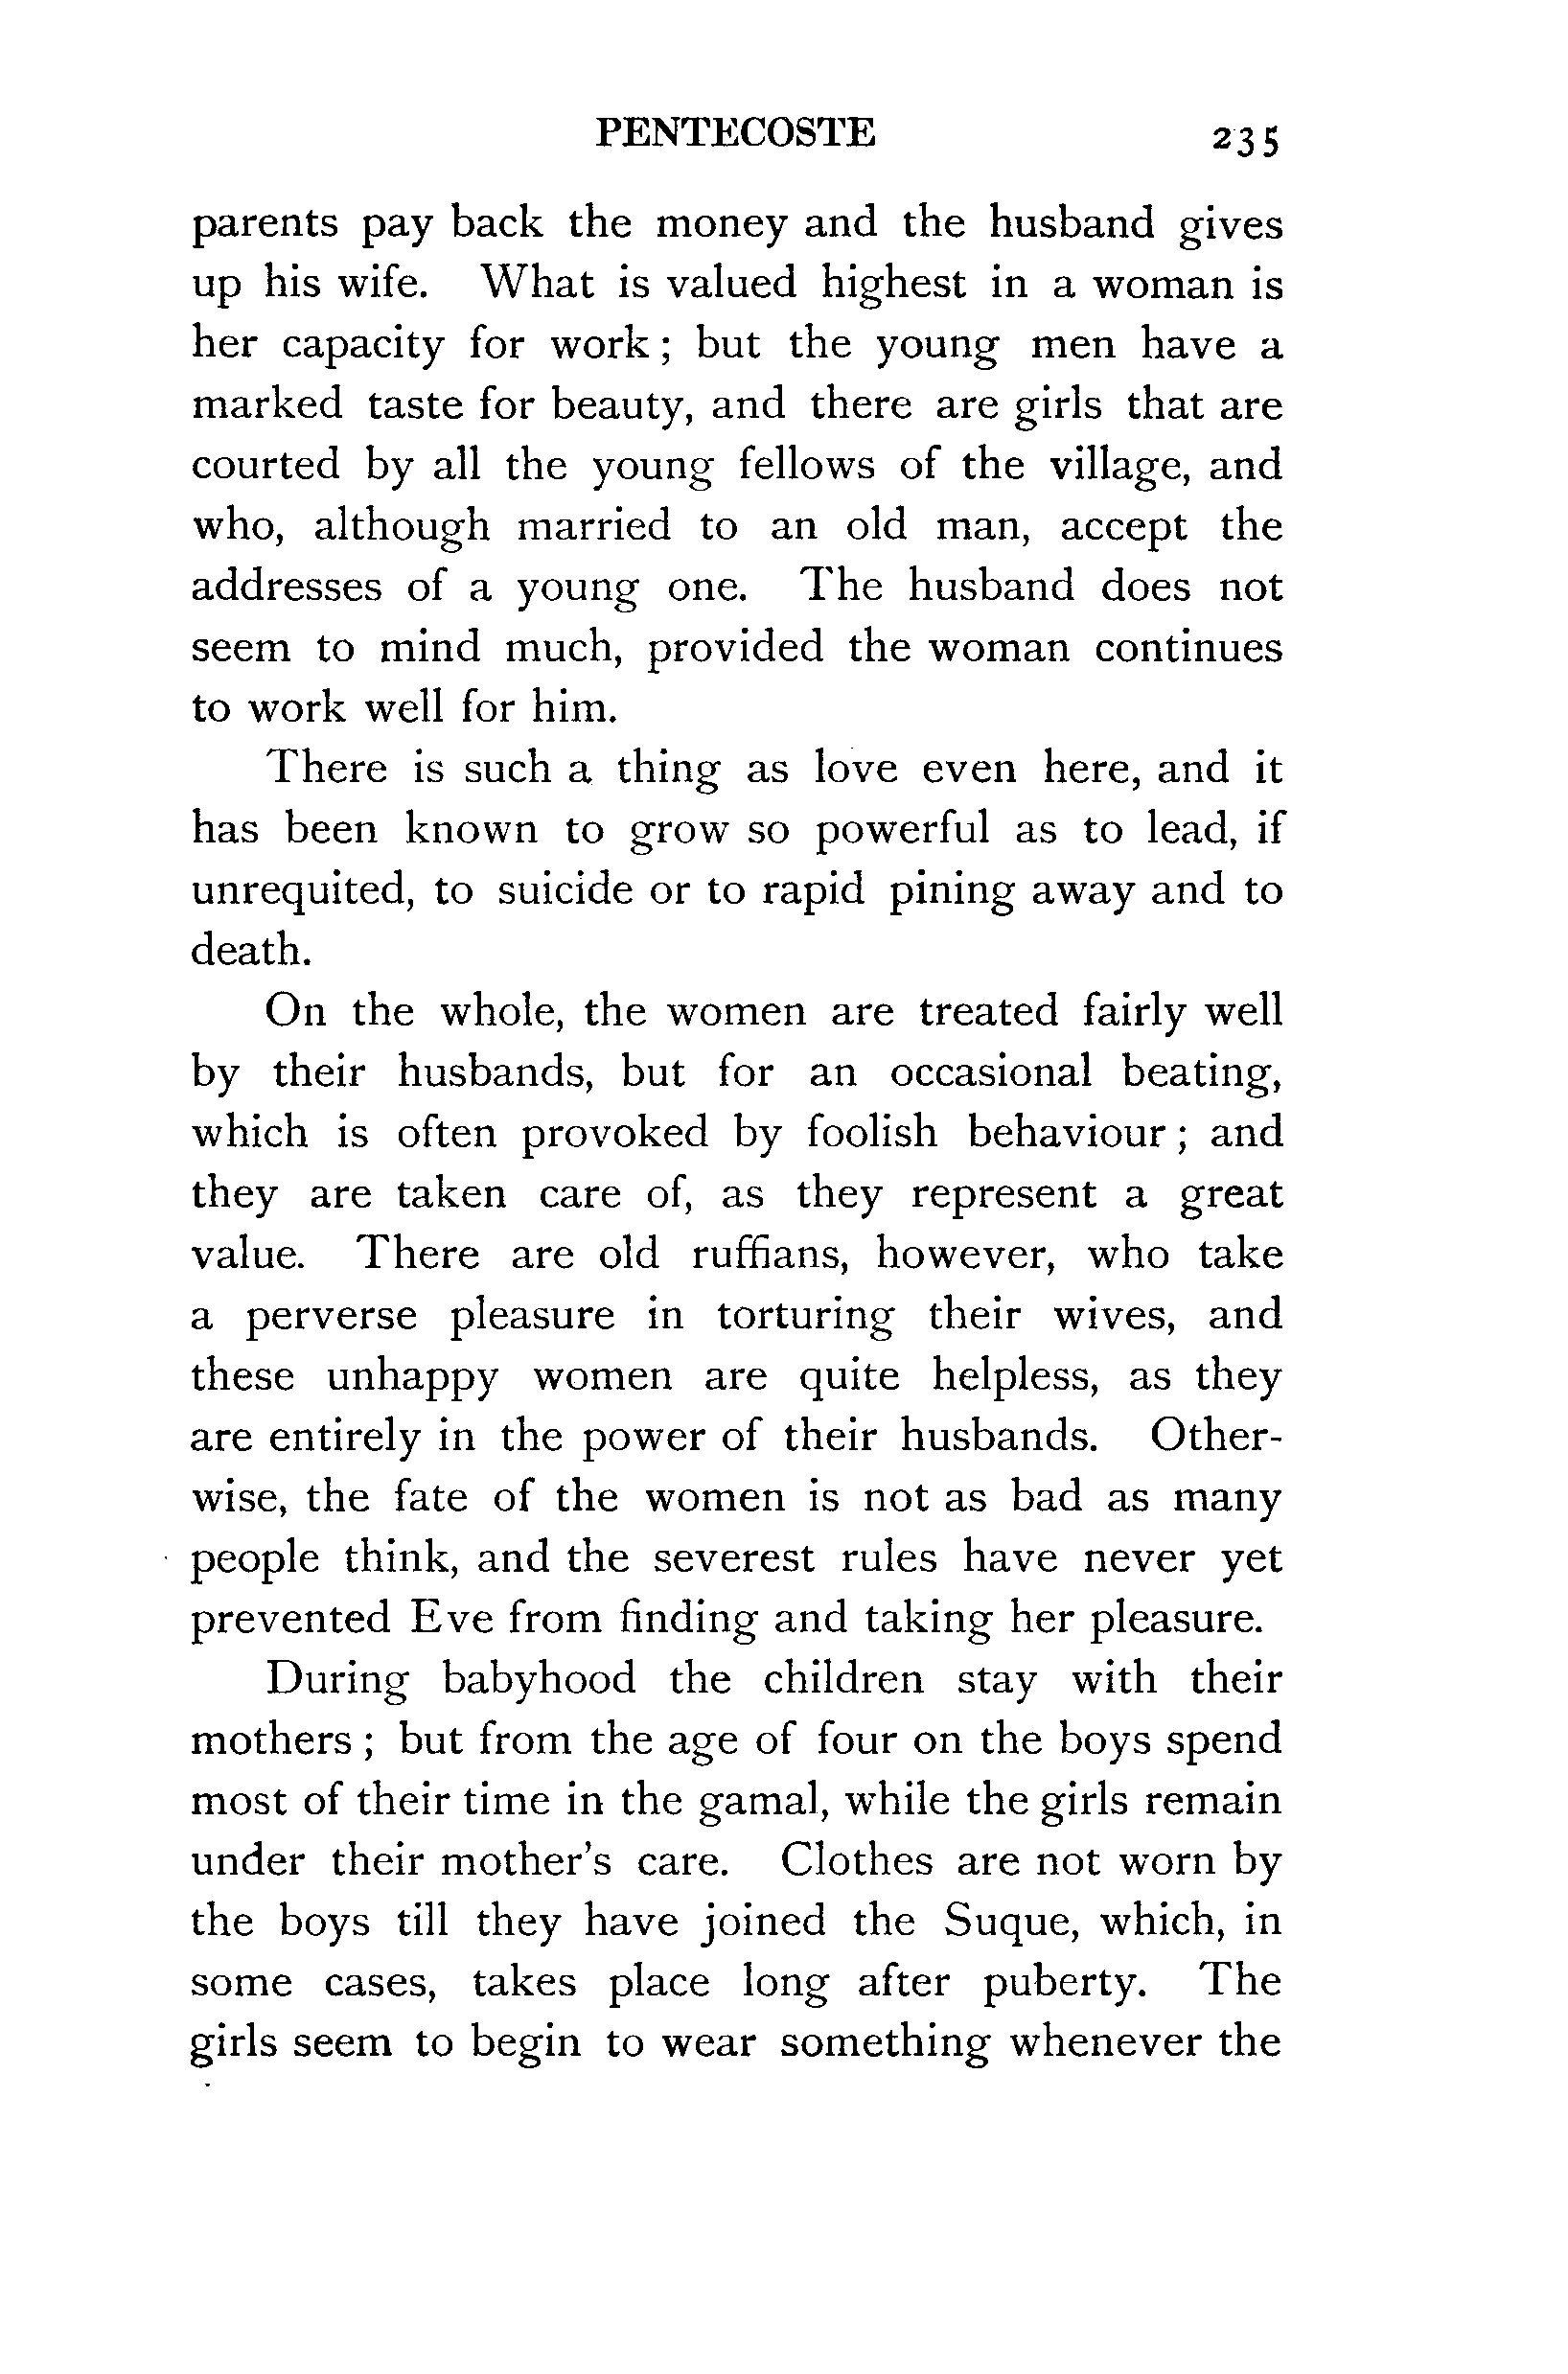 PENTECOSTE 235
parents pay back the money and the husband gives
up his wife. What is valued highest in a woman is
her capacity for work; but the young men have a
marked taste for beauty, and there are girls that are
courted by all the young fellows of the village, and
who, although married to an old man, accept the
addresses of a young one. The husband does not
seem to mind much, provided the woman continues
to work well for him.
There is such a thing as love even here, and it
has been known to grow so powerful as to lead, if
unrequited, to suicide or to rapid pining away and to
death.
On the whole, the women are treated fairly well
by their husbands, but for an occasional beating,
which is often provoked by foolish behaviour; and
they are taken care of, as they represent a great
value. There are old ruffians, however, who take
a perverse pleasure in torturing their wives, and
these unhappy women are quite helpless, as they
are entirely in the power of their husbands. Other-
wise, the fate of the women is not as bad as many
people think, and the severest rules have never yet
prevented Eve from finding and taking her pleasure.
During babyhood the children stay with their
mothers; but from the age of four on the boys spend
most of their time in the gamal, while the girls remain
under their mother's care. Clothes are not worn by
the boys till they have joined the Suque, which, in
some cases, takes place long after puberty. The
girls seem to begin to wear something whenever the